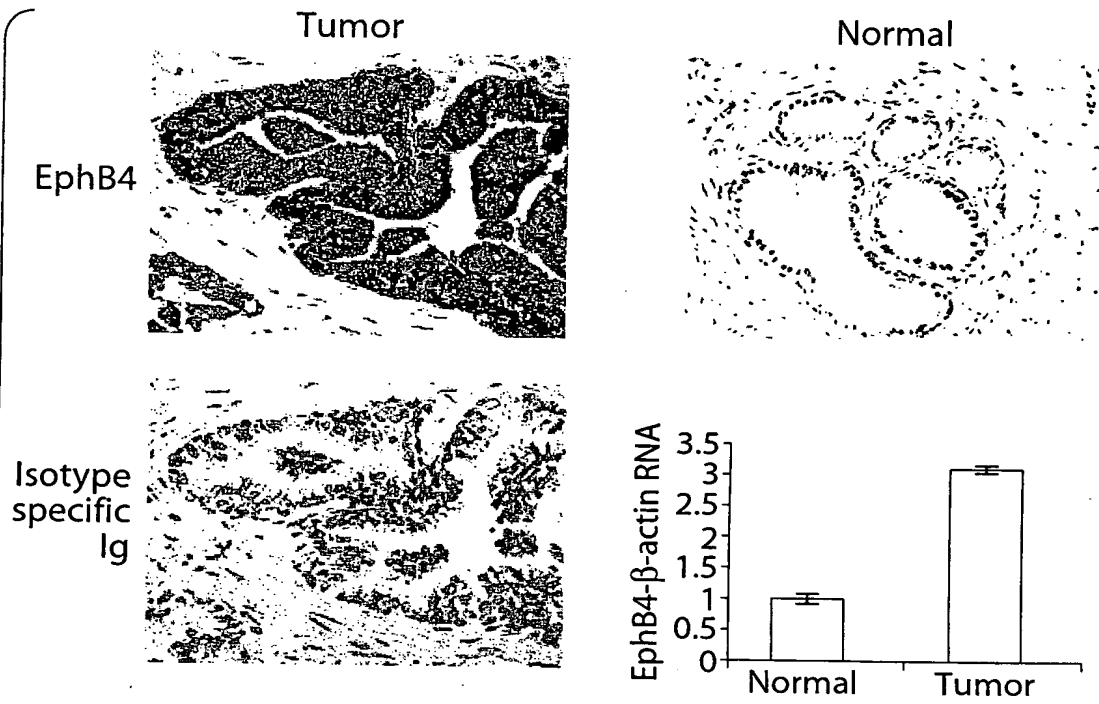 Tumor
Normal
EphB4
Isotype
specific
Ig
EphB4-β-actin RNA
3.5
3
2.5
2
1.5
1
0.5
0
Normal
Tumor